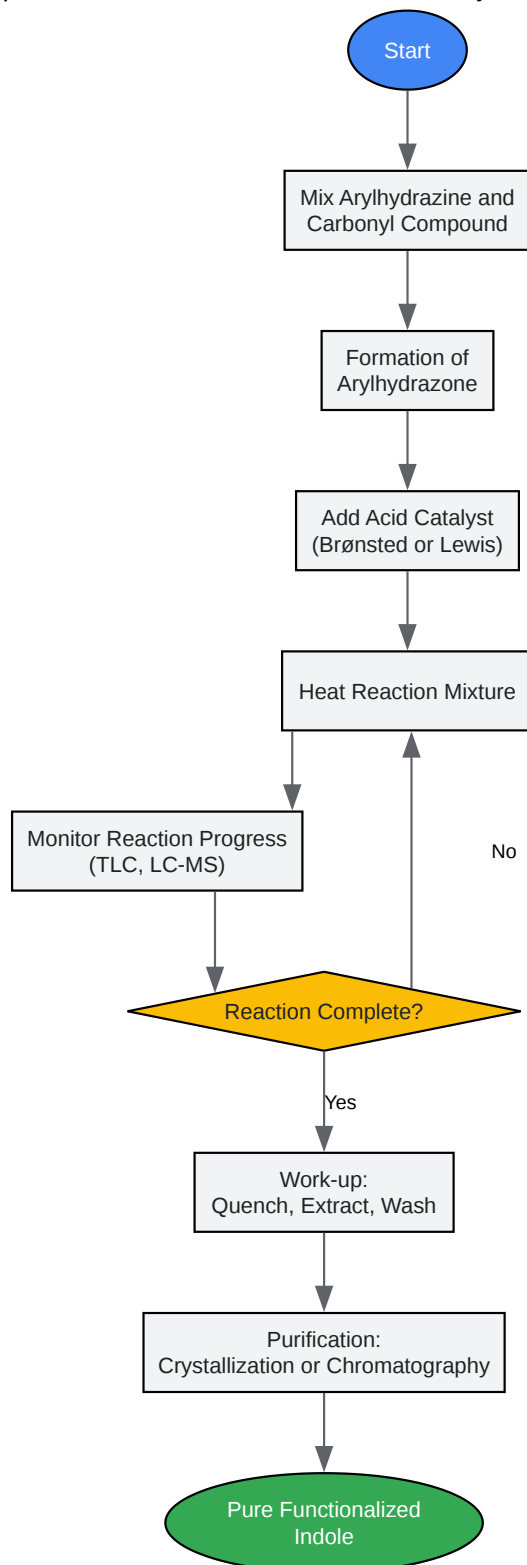 Start
Mix Arylhydrazine and
Carbonyl Compound
Formation of
Arylhydrazone
Add Acid Catalyst
(Brønsted or Lewis)
Heat Reaction Mixture
Monitor Reaction Progress
(TLC, LC-MS)
No
Reaction Complete?
Yes
Work-up:
Quench, Extract, Wash
Purification:
Crystallization or Chromatography
Pure Functionalized
Indole